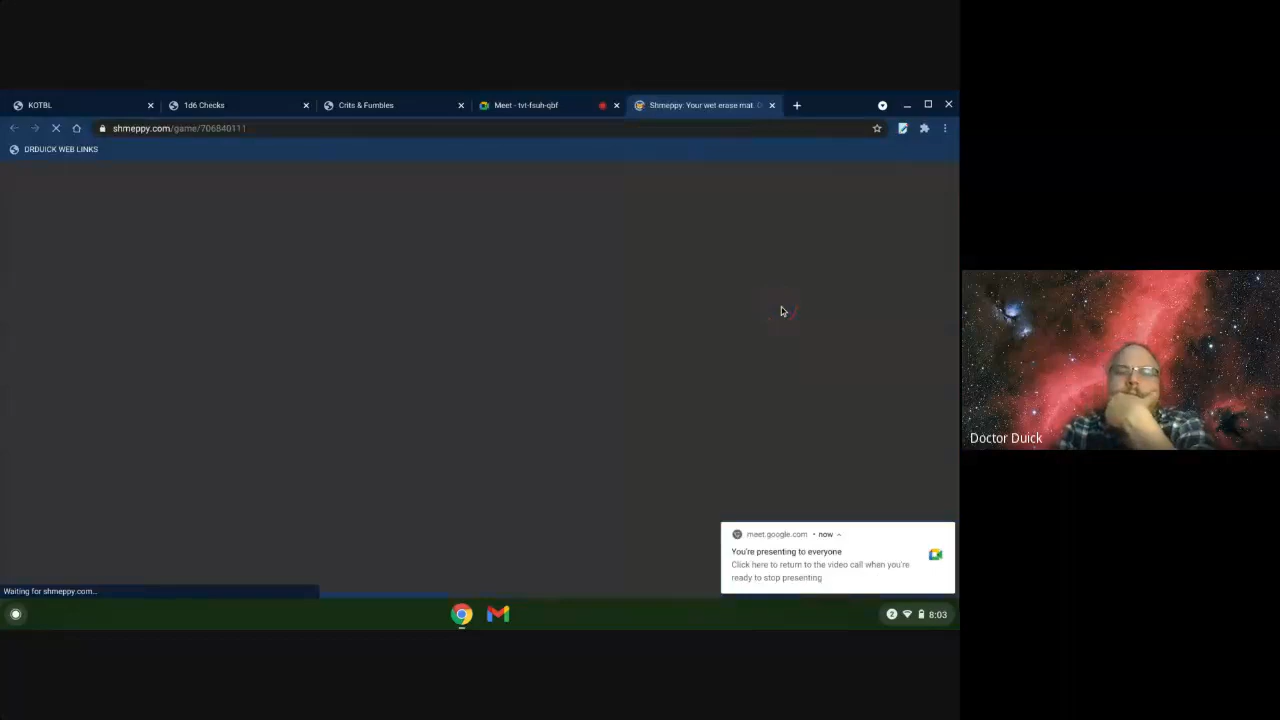 KOTBL
1d6 Checks
Crits & Fumbles
Meet - tvt-fsuh-qbf
Shmeppy: Your wet erase mat
shmeppy.com/game/706840111
DRDUICK WEB LINKS
Doctor Duick
meet.google.com • now
You're presenting to everyone
Click here to return to the video call when you're
ready to stop presenting
Waiting for shmeppy.com...
2 8:03